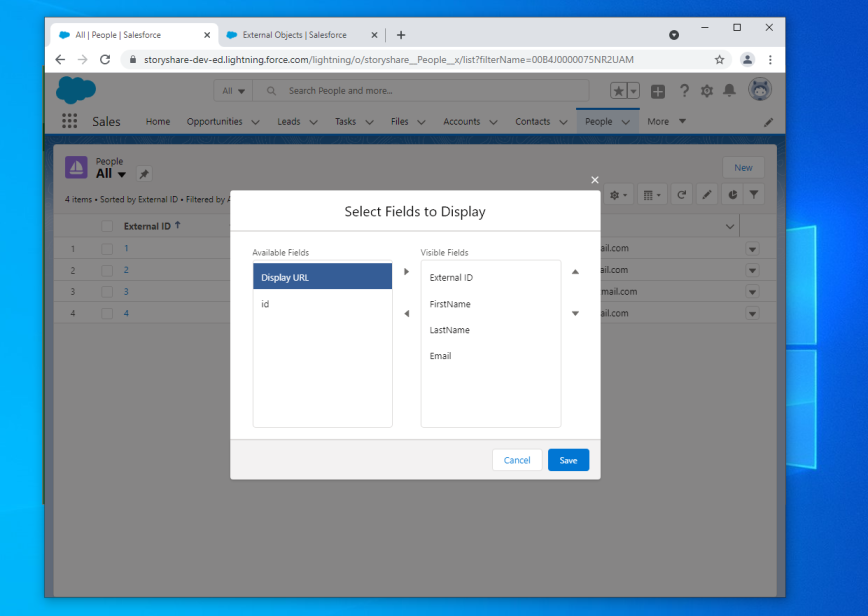 All | People | Salesforce
External Objects | Salesforce
storyshare-dev-ed.lightning.force.com/lightning/o/storyshare__People__x/list?filterName=00B4J0000075NR2UAM
All
Search People and more...
Sales
Home
Opportunities
Leads
Tasks
Files
Accounts
Contacts
People
More
People
All
New
4 items • Sorted by External ID • Filtered by
External ID
1 1
2 2
3 3
4 4
ail.com
ail.com
mail.com
ail.com
Select Fields to Display
Available Fields
Display URL
id
Visible Fields
External ID
FirstName
LastName
Email
Cancel
Save